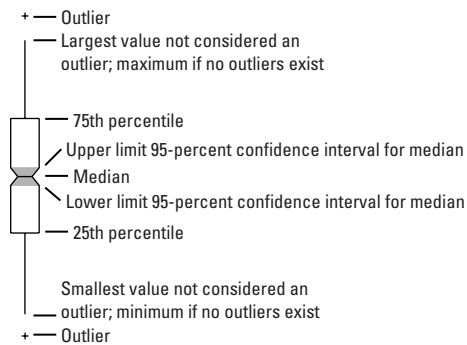 + Outlier
Largest value not considered an
outlier; maximum if no outliers exist
75th percentile
Upper limit 95-percent confidence interval for median
Median
Lower limit 95-percent confidence interval for median
25th percentile
Smallest value not considered an
outlier; minimum if no outliers exist
+ Outlier